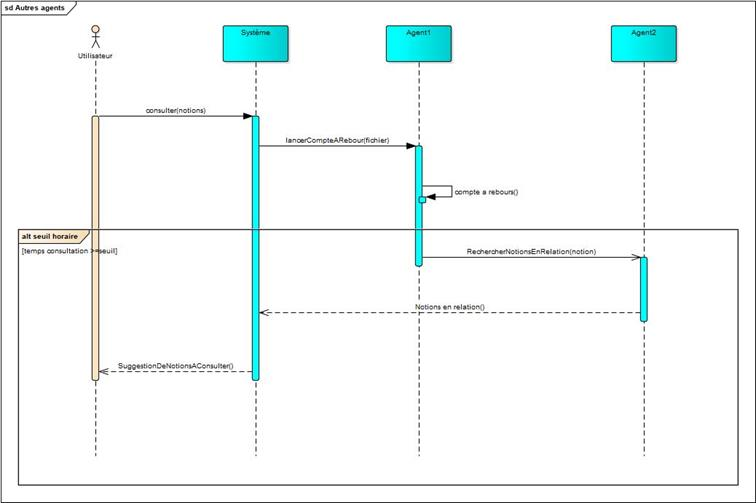 sd Autres agents
Utilisateur
Système
Agent1
Agent2
consulter(notions)
lancerCompteARebour(fichier)
compte a rebours()
alt seuil horaire
[temps consultation >=seuil]
RechercherNotionsEnRelation(notion)
Notions en relation()
SuggestionDeNotionsAConsulter()